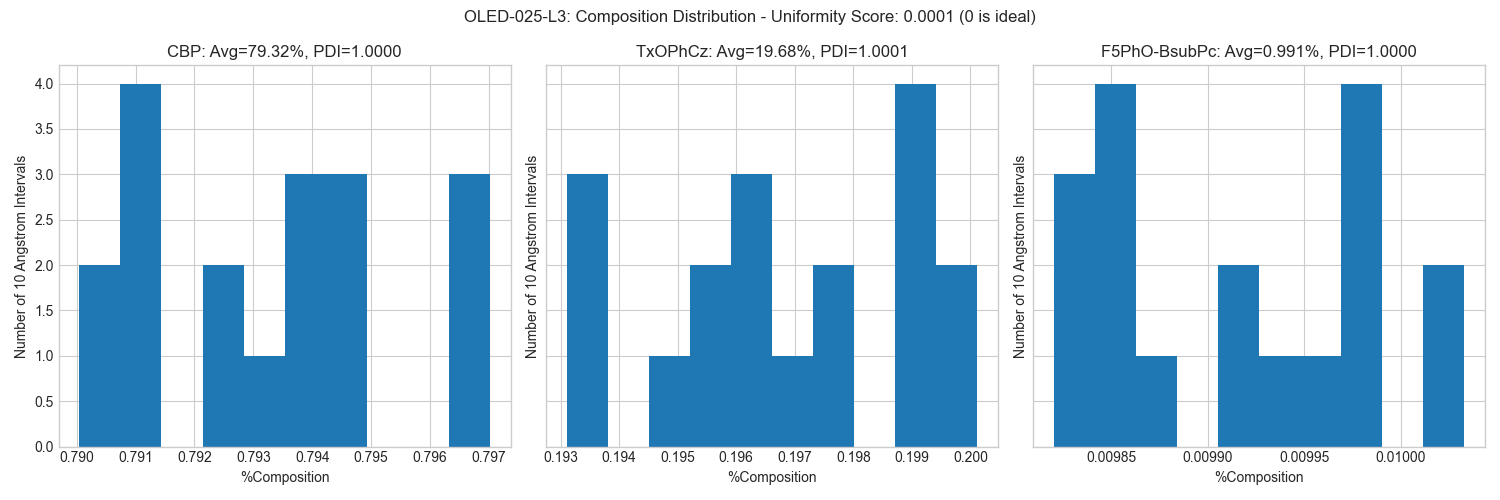 OLED-025-L3: Composition Distribution - Uniformity Score: 0.0001 (0 is ideal)
CBP: Avg=79.32%, PDI=1.0000
4.0
3.5
3.0
2.5
2.0
1.5
1.0
0.5
0.0
Number of 10 Angstrom Intervals
0.790 0.791 0.792 0.793 0.794 0.795 0.796 0.797
%Composition
TxOPhCz: Avg=19.68%, PDI=1.0001
Number of 10 Angstrom Intervals
0.193 0.194 0.195 0.196 0.197 0.198 0.199 0.200
%Composition
F5PhO-BsubPc: Avg=0.991%, PDI=1.0000
Number of 10 Angstrom Intervals
0.00985 0.00990 0.00995 0.01000
%Composition